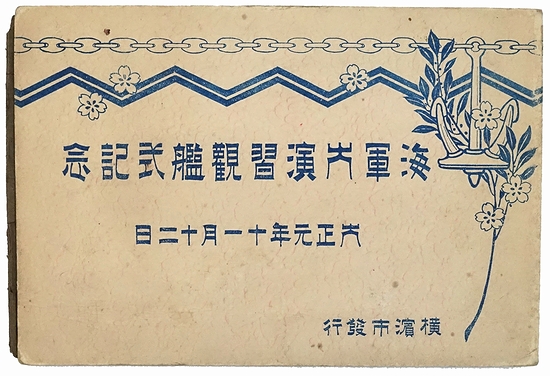 海軍大演習観艦式記念
大正元年十一月十二日
横濱市發行